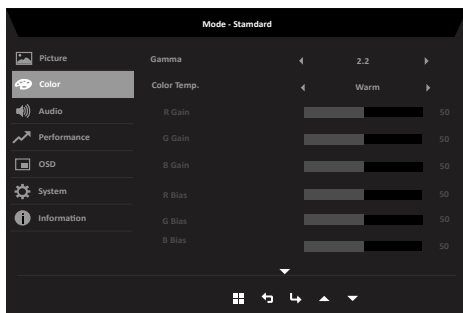 Mode - Stamdard
Picture
Color
Audio
Performance
OSD
System
Information
Gamma 2.2
Color Temp. Warm
R Gain 50
G Gain 50
B Gain 50
R Bias 50
G Bias 50
B Bias 50